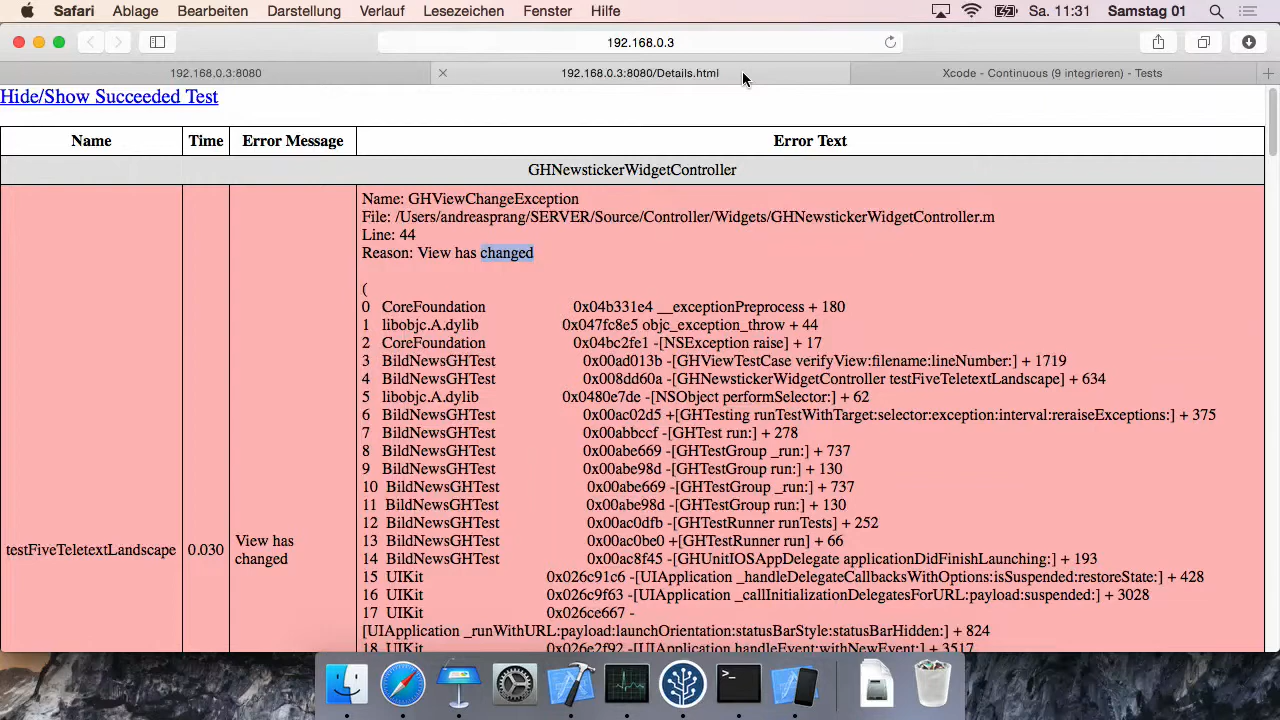 Safari Ablage Bearbeiten Darstellung Verlauf Lesezeichen Fenster Hilfe Sa. 11:31 Samstag 01
192.168.0.3
192.168.0.3:8080 192.168.0.3:8080/Details.html Xcode - Continuous (9 integrieren) - Tests
Hide/Show Succeeded Test
Name Time Error Message Error Text
GHNewstickerWidgetController
Name: GHViewChangeException
File: /Users/andreasprang/SERVER/Source/Controller/Widgets/GHNewstickerWidgetController.m
Line: 44
Reason: View has changed
(
0 CoreFoundation 0x04b331e4 __exceptionPreprocess + 180
1 libobjc.A.dylib 0x047fc8e5 objc_exception_throw + 44
2 CoreFoundation 0x04bc2fe1 -[NSException raise] + 17
3 BildNewsGHTest 0x00ad013b -[GHViewTestCase verifyView:filename:lineNumber:] + 1719
4 BildNewsGHTest 0x008dd60a -[GHNewstickerWidgetController testFiveTeletextLandscape] + 634
5 libobjc.A.dylib 0x0480e7de -[NSObject performSelector:] + 62
6 BildNewsGHTest 0x00ac02d5 +[GHTesting runTestWithTarget:selector:exception:interval:reraiseExceptions:] + 375
7 BildNewsGHTest 0x00abbccf -[GHTest run:] + 278
8 BildNewsGHTest 0x00abe669 -[GHTestGroup _run:] + 737
9 BildNewsGHTest 0x00abe98d -[GHTestGroup run:] + 130
10 BildNewsGHTest 0x00abe669 -[GHTestGroup _run:] + 737
11 BildNewsGHTest 0x00abe98d -[GHTestGroup run:] + 130
12 BildNewsGHTest 0x00ac0dfb -[GHTestRunner runTests] + 252
13 BildNewsGHTest 0x00ac0be0 +[GHTestRunner run] + 66
14 BildNewsGHTest 0x00ac8f45 -[GHUnitIOSAppDelegate applicationDidFinishLaunching:] + 193
15 UIKit 0x026c91c6 -[UIApplication _handleDelegateCallbacksWithOptions:isSuspended:restoreState:] + 428
16 UIKit 0x026c9f63 -[UIApplication _callInitializationDelegatesForURL:payload:suspended:] + 3028
17 UIKit 0x026ce667 -
[UIApplication _runWithURL:payload:launchOrientation:statusBarStyle:statusBarHidden:] + 824
18 UIKit 0x026e2f92 -[UIApplication handleEvent:withNewEvent:] + 3517
testFiveTeletextLandscape 0.030 View has
changed